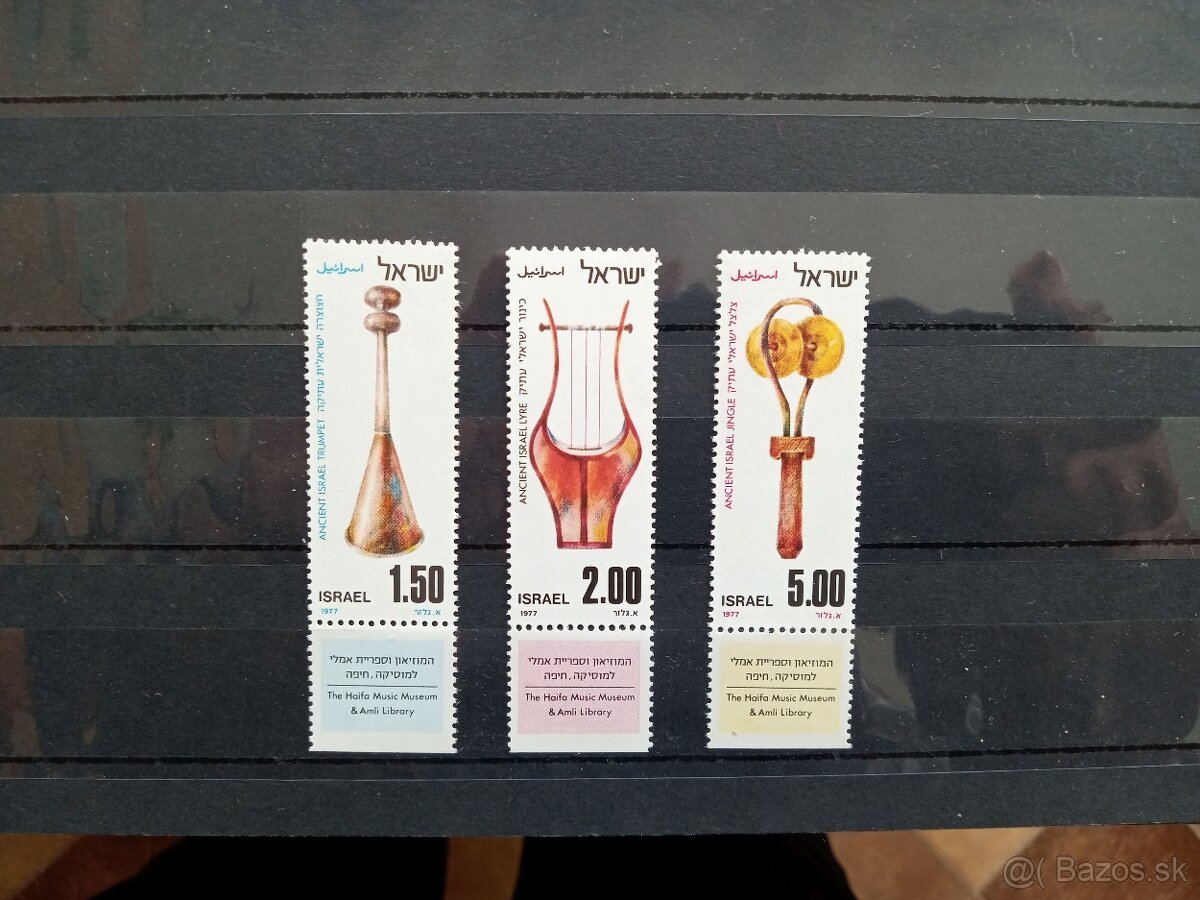 ישראל اسرائيل
חצוצרה ישראלית עתיקה
ANCIENT ISRAEL TRUMPET
ISRAEL 1.50
1977 א. גלזר
המוזיאון וספריית אמלי
למוסיקה, חיפה
The Haifa Music Museum
& Amli Library
ישראל اسرائيل
כינור ישראלי עתיק
ANCIENT ISRAEL LYRE
ISRAEL 2.00
1977 א. גלזר
המוזיאון וספריית אמלי
למוסיקה, חיפה
The Haifa Music Museum
& Amli Library
ישראל اسرائيل
צלצל ישראלי עתיק
ANCIENT ISRAEL JINGLE
ISRAEL 5.00
1977 א. גלזר
המוזיאון וספריית אמלי
למוסיקה, חיפה
The Haifa Music Museum
& Amli Library
@( Bazos.sk